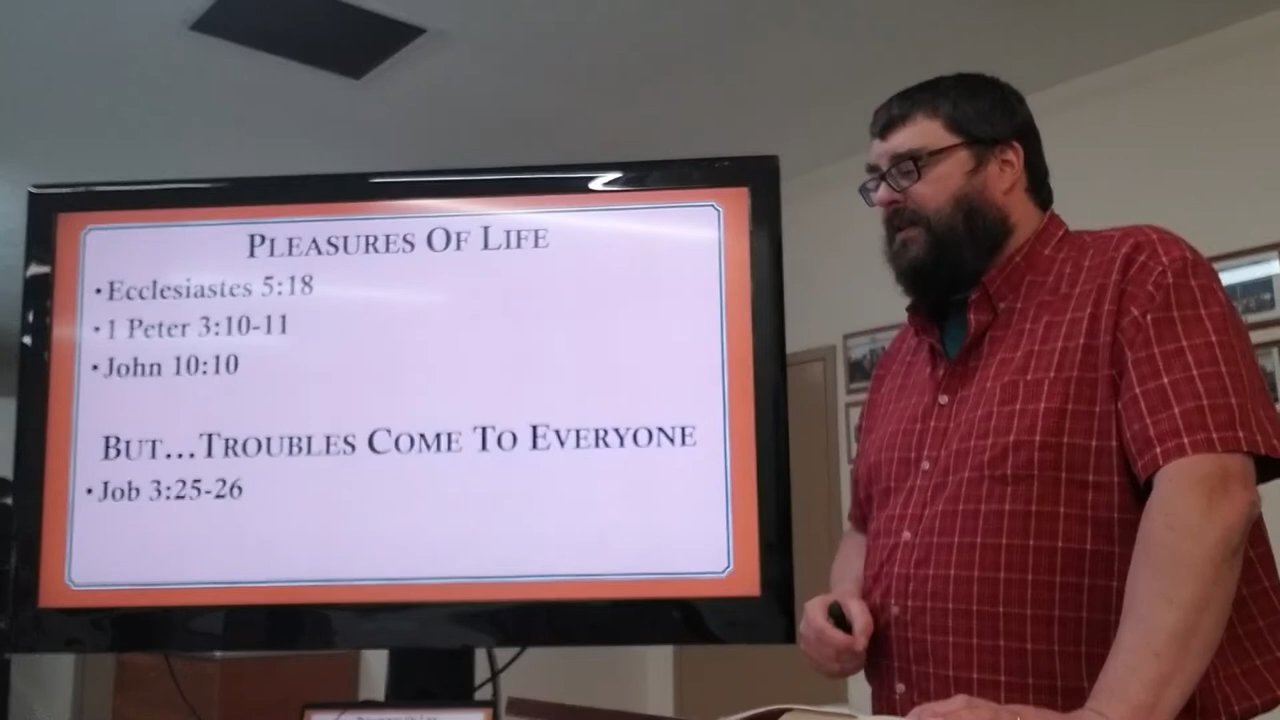 PLEASURES OF LIFE
•Ecclesiastes 5:18
•1 Peter 3:10-11
•John 10:10
BUT...TROUBLES COME TO EVERYONE
•Job 3:25-26